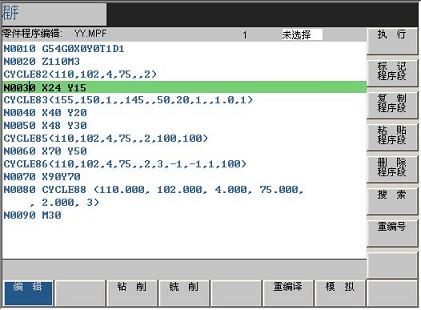 程序
零件程序编辑: YY.MPF 1 未选择
N0010 G54G0X0Y0T1D1
N0020 Z110M3
CYCLE82(110,102,4,75,,2)
N0030 X24 Y15
CYCLE83(155,150,1,,145,,50,20,1,,1.0,1)
N0040 X40 Y20
N0050 X48 Y30
CYCLE85(110,102,4,75,,2,100,100)
N0060 X70 Y50
CYCLE86(110,102,4,75,,2,3,-1,-1,1,100)
N0070 X90Y70
N0080 CYCLE88 (110.000, 102.000, 4.000, 75.000,
, 2.000, 3)
N0090 M30
执 行
标 记
程序段
复 制
程序段
粘 贴
程序段
删 除
程序段
搜 索
重编号
编 辑
钻 削
铣 削
重编译
模 拟